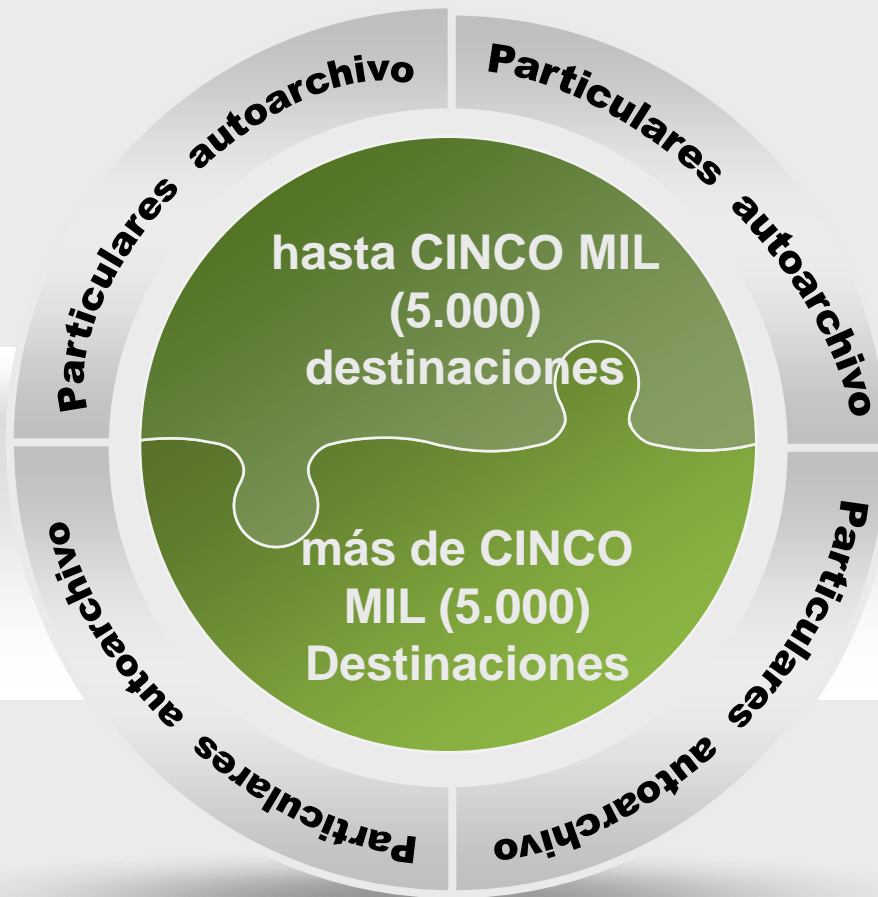 Particulares autoarchivo
Particulares autoarchivo
hasta CINCO MIL
(5.000)
destinaciones
más de CINCO
MIL (5.000)
Destinaciones
Particulares autoarchivo
Particulares autoarchivo